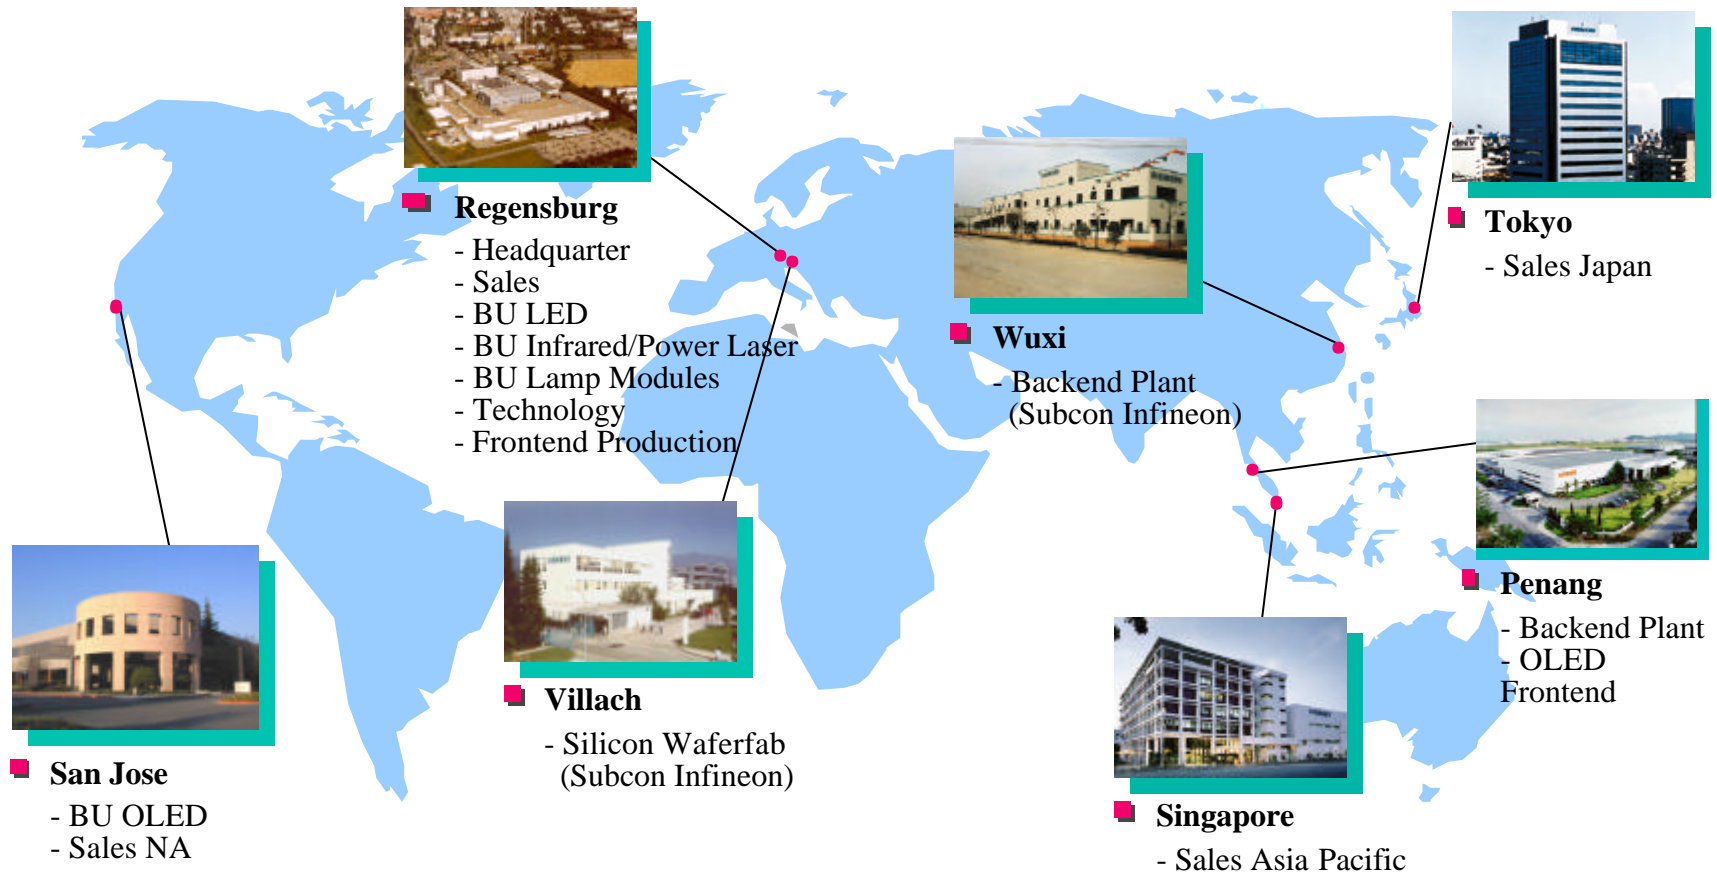 Regensburg
- Headquarter
- Sales
- BU LED
- BU Infrared/Power Laser
- BU Lamp Modules
- Technology
- Frontend Production
Tokyo
- Sales Japan
Wuxi
- Backend Plant
(Subcon Infineon)
Penang
- Backend Plant
- OLED
Frontend
Villach
- Silicon Waferfab
(Subcon Infineon)
San Jose
- BU OLED
- Sales NA
Singapore
- Sales Asia Pacific